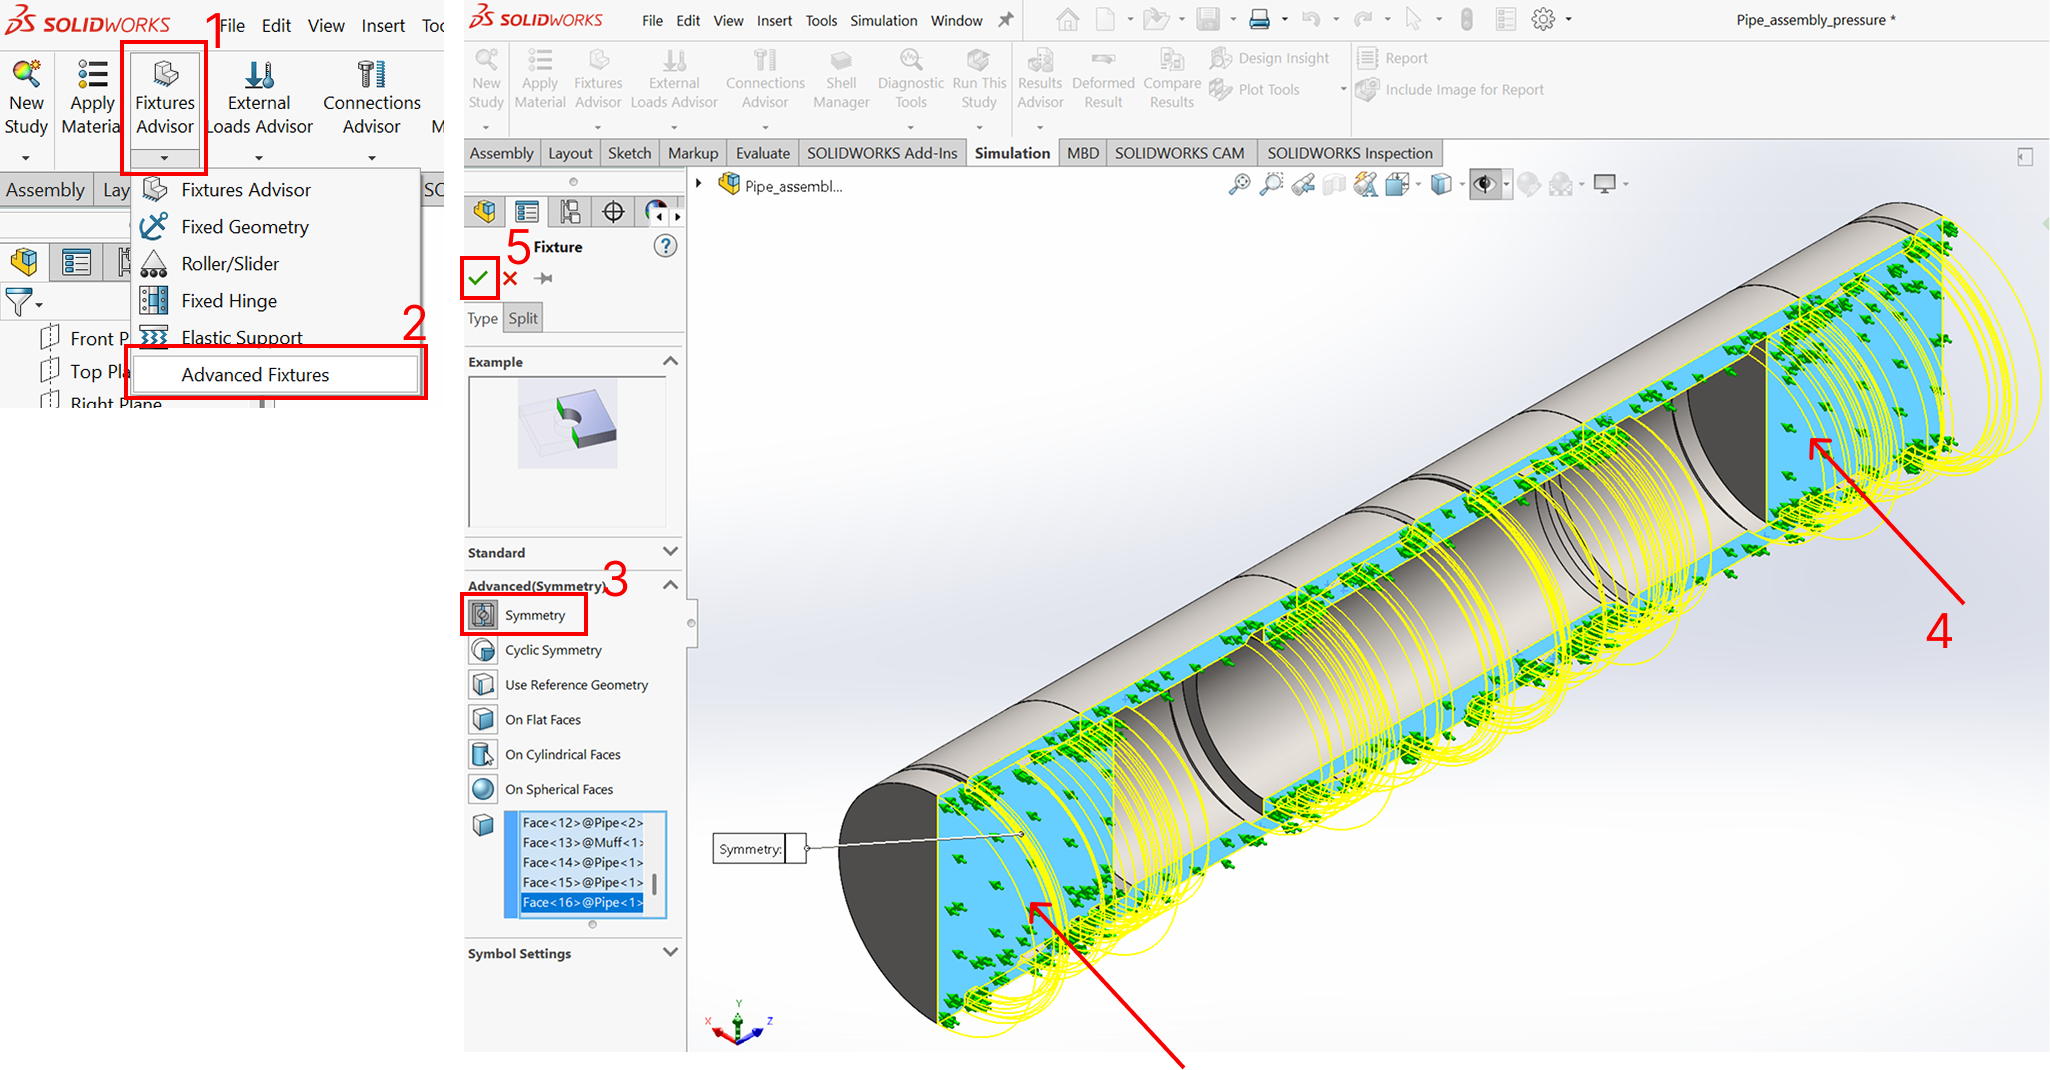 SOLIDWORKS
1
File Edit View Insert Too
New Study
Apply Materia
Fixtures Advisor
External Loads Advisor
Connections Advisor
M
Assembly
Lay
SO
Fixtures Advisor
Fixed Geometry
Roller/Slider
Fixed Hinge
Elastic Support
2
Advanced Fixtures
Front P
Top Pla
Right Plane
SOLIDWORKS
File Edit View Insert Tools Simulation Window
Pipe_assembly_pressure *
New Study
Apply Material
Fixtures Advisor
External Loads Advisor
Connections Advisor
Shell Manager
Diagnostic Tools
Run This Study
Results Advisor
Deformed Result
Compare Results
Design Insight
Plot Tools
Report
Include Image for Report
Assembly Layout Sketch Markup Evaluate SOLIDWORKS Add-Ins Simulation MBD SOLIDWORKS CAM SOLIDWORKS Inspection
Pipe_assembl...
5
Fixture
?
Type Split
Example
Standard
Advanced(Symmetry)
3
Symmetry
Cyclic Symmetry
Use Reference Geometry
On Flat Faces
On Cylindrical Faces
On Spherical Faces
Face<12>@Pipe<2>
Face<13>@Muff<1>
Face<14>@Pipe<1>
Face<15>@Pipe<1>
Face<16>@Pipe<1>
Symbol Settings
Symmetry:
4
Y
X
Z